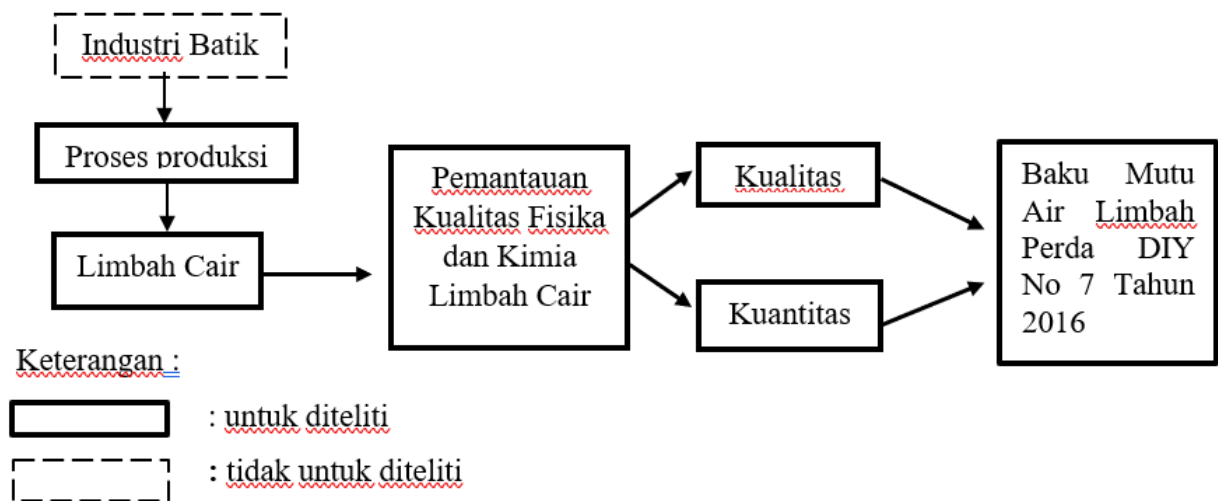 Industri Batik
Proses produksi
Limbah Cair
Pemantauan
Kualitas Fisika
dan Kimia
Limbah Cair
Kualitas
Kuantitas
Baku Mutu
Air Limbah
Perda DIY
No 7 Tahun
2016
Keterangan :
: untuk diteliti
: tidak untuk diteliti